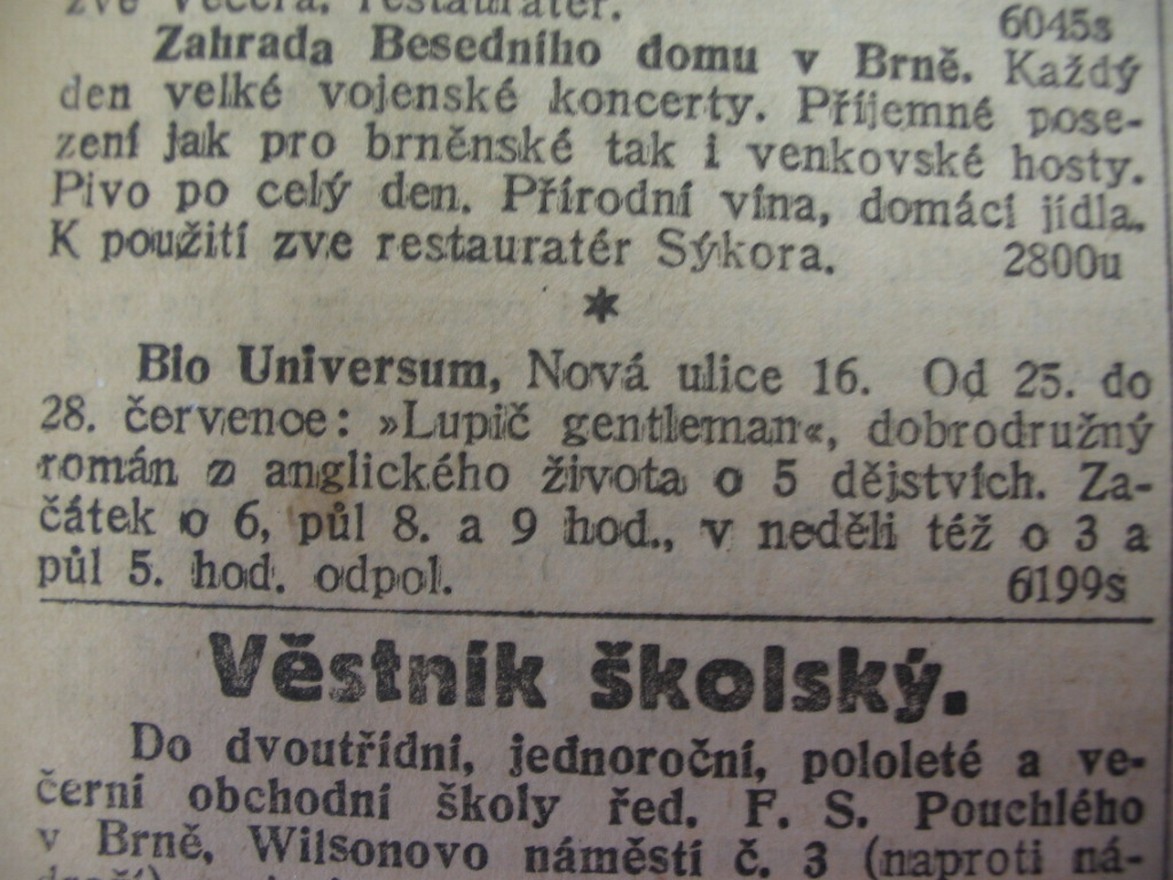 zve Večeřa, restauratér.
6045s
Zahrada Besedního domu v Brně. Každý
den velké vojenské koncerty. Příjemné pose-
zení jak pro brněnské tak i venkovské hosty.
Pivo po celý den. Přírodní vína, domácí jídla.
K použití zve restauratér Sýkora. 2800u
*
Bio Universum, Nová ulice 16. Od 25. do
28. července: »Lupič gentleman«, dobrodružný
román z anglického života o 5 dějstvích. Za-
čátek o 6, půl 8. a 9 hod., v neděli též o 3 a
půl 5. hod. odpol. 6199s
Věstník školský.
Do dvoutřídní, jednoroční, pololeté a ve-
černí obchodní školy řed. F. S. Pouchlého
v Brně, Wilsonovo náměstí č. 3 (naproti ná-